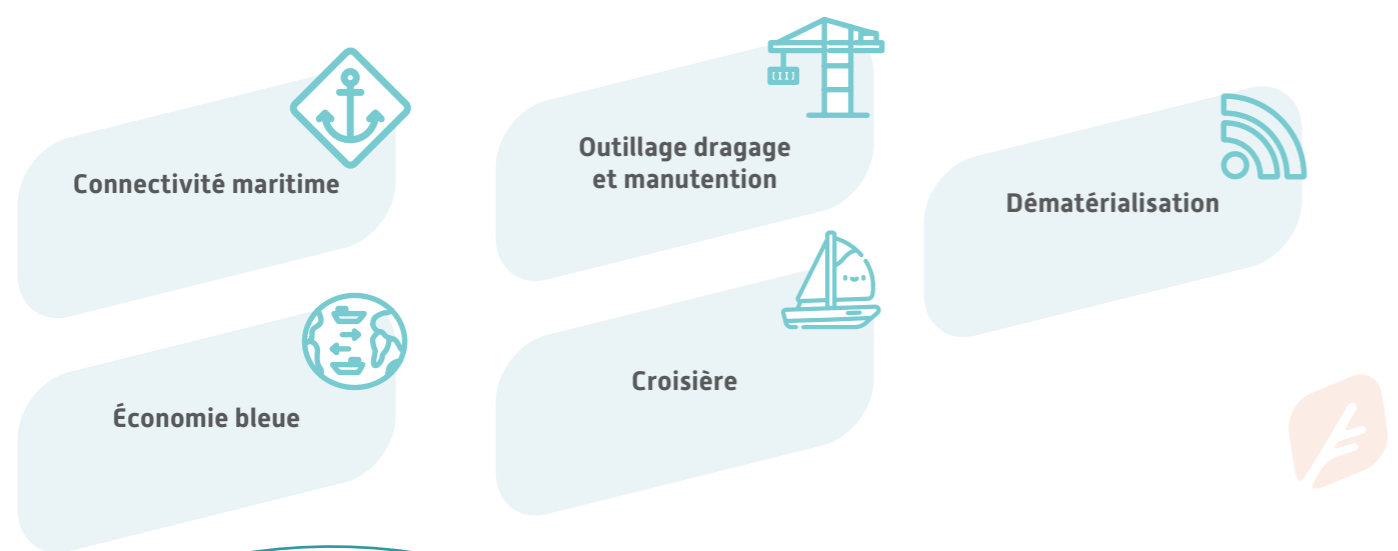 Connectivité maritime
Économie bleue
Outillage dragage
et manutention
Croisière
Dématérialisation